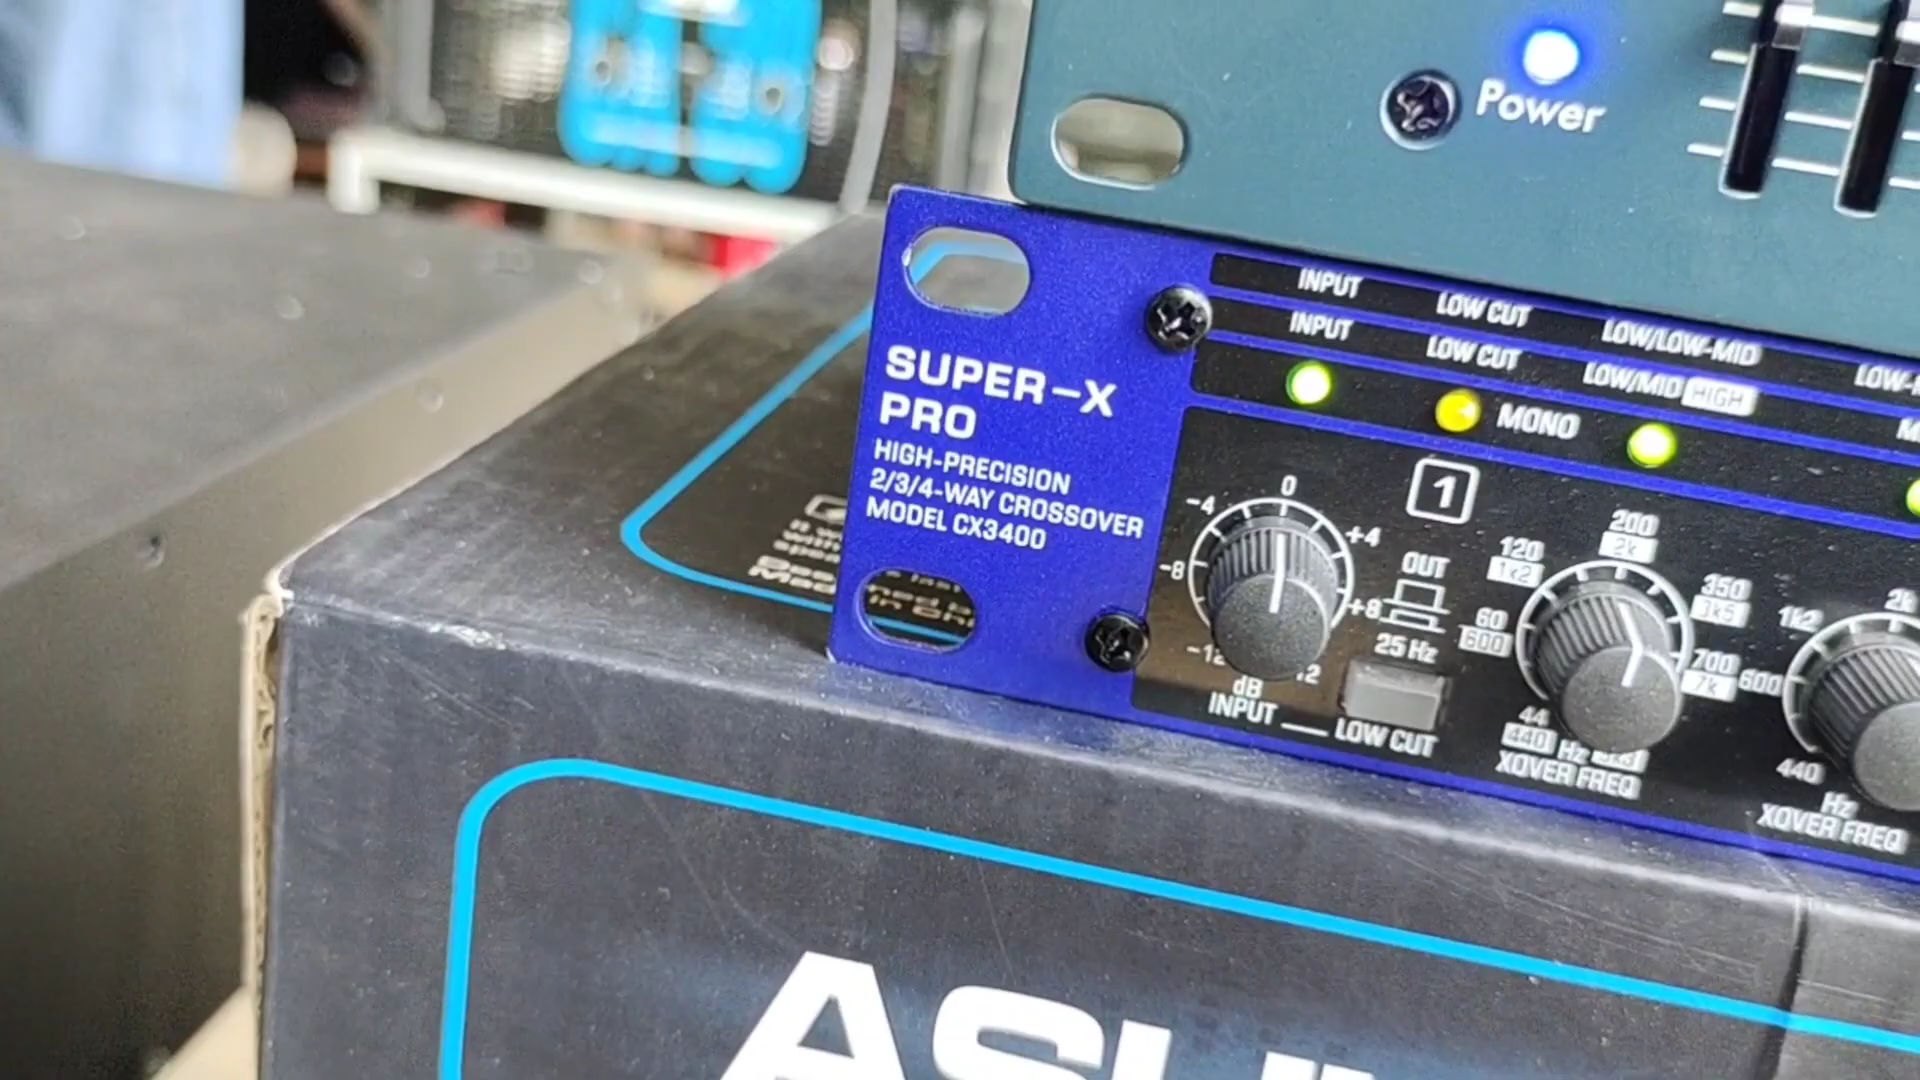 Power
SUPER-X
PRO
HIGH-PRECISION
2/3/4-WAY CROSSOVER
MODEL CX3400
INPUT LOW CUT LOW/LOW-MID
INPUT LOW CUT LOW/MID HIGH
MONO
1
-4 0 +4
-8 +8
dB
INPUT
OUT
25 Hz
LOW CUT
200
2k
120
1k2
350
3k5
60
600
700
7k
44
440
Hz
XOVER FREQ
1k2
600
440
Hz
XOVER FREQ